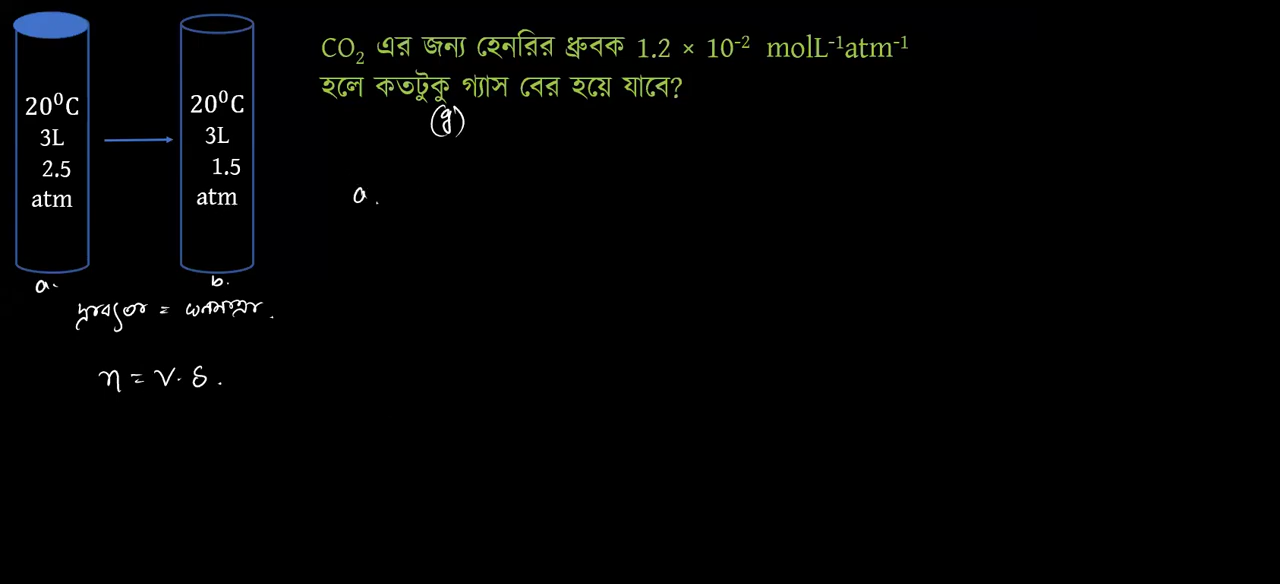 20⁰C
3L
2.5
atm
a.
20⁰C
3L
1.5
atm
b.
CO₂ এর জন্য হেনরির ধ্রুবক 1.2 × 10⁻² molL⁻¹atm⁻¹
হলে কতটুকু গ্যাস বের হয়ে যাবে?
(g)
a.
দ্রাব্যতা = ঘনমাত্রা.
n = V. S.